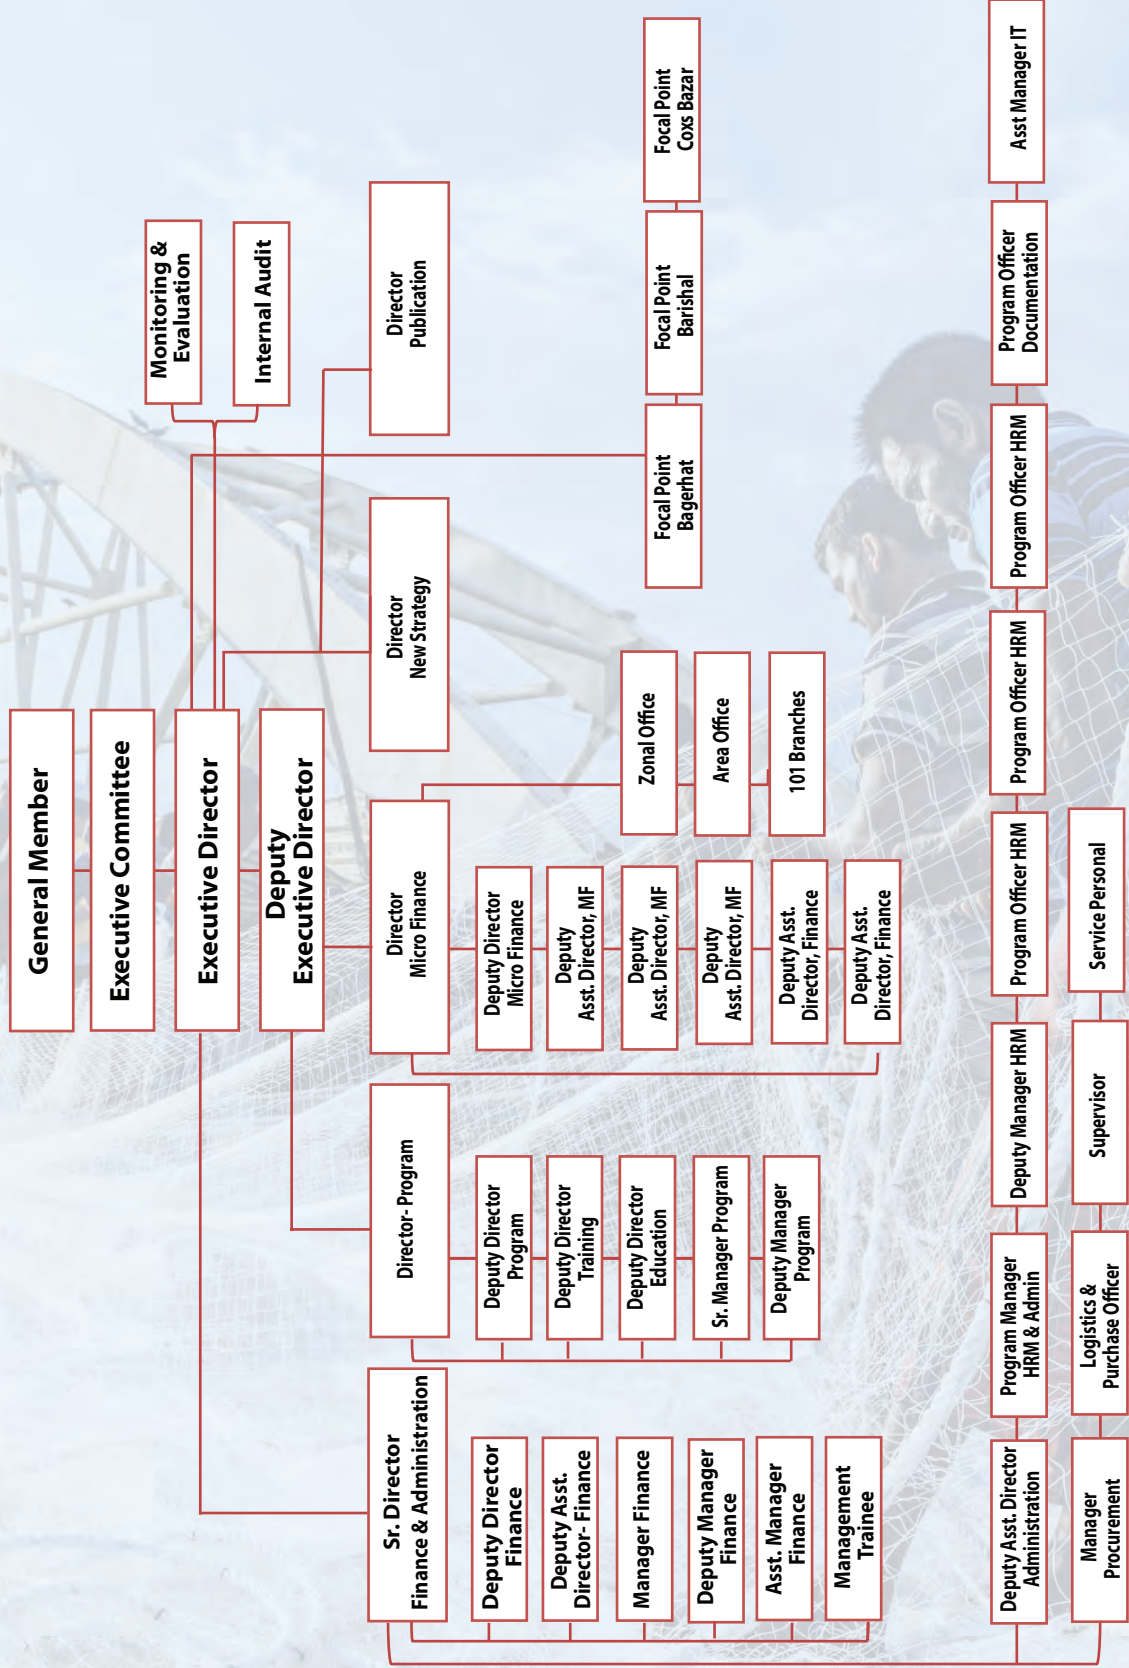 General Member
Executive Committee
Executive Director
Deputy
Executive Director
Monitoring &
Evaluation
Internal Audit
Sr. Director
Finance & Administration
Director- Program
Director
Micro Finance
Director
New Strategy
Director
Publication
Deputy Director
Finance
Deputy Asst.
Director- Finance
Manager Finance
Deputy Manager
Finance
Asst. Manager
Finance
Management
Trainee
Deputy Director
Program
Deputy Director
Training
Deputy Director
Education
Sr. Manager Program
Deputy Manager
Program
Deputy Director
Micro Finance
Deputy
Asst. Director, MF
Deputy
Asst. Director, MF
Deputy
Asst. Director, MF
Deputy Asst.
Director, Finance
Deputy Asst.
Director, Finance
Zonal Office
Area Office
101 Branches
Focal Point
Bagerhat
Focal Point
Barishal
Focal Point
Coxs Bazar
Deputy Asst. Director
Administration
Program Manager
HRM & Admin
Deputy Manager HRM
Program Officer HRM
Program Officer HRM
Program Officer HRM
Program Officer
Documentation
Asst Manager IT
Manager
Procurement
Logistics &
Purchase Officer
Supervisor
Service Personal